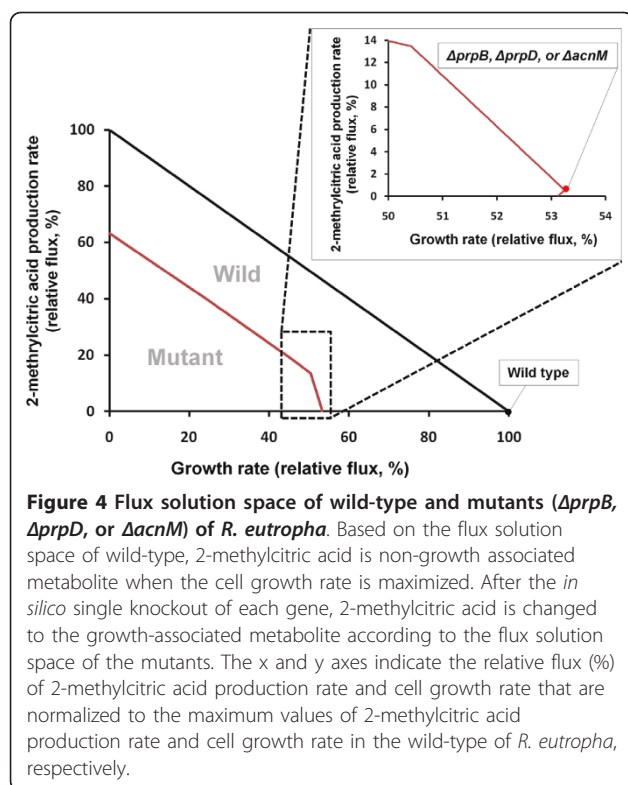 14
12
10
8
6
4
2
0
50
51
52
53
54
2-methrylcitric acid production rate
(relative flux, %)
Growth rate (relative flux, %)
ΔprpB, ΔprpD, or ΔacnM
100
80
60
40
20
0
0
20
40
60
80
100
2-methrylcitric acid production rate
(relative flux, %)
Growth rate (relative flux, %)
Wild
Mutant
Wild type
Figure 4 Flux solution space of wild-type and mutants (ΔprpB,
ΔprpD, or ΔacnM) of R. eutropha. Based on the flux solution
space of wild-type, 2-methylcitric acid is non-growth associated
metabolite when the cell growth rate is maximized. After the in
silico single knockout of each gene, 2-methylcitric acid is changed
to the growth-associated metabolite according to the flux solution
space of the mutants. The x and y axes indicate the relative flux (%)
of 2-methylcitric acid production rate and cell growth rate that are
normalized to the maximum values of 2-methylcitric acid
production rate and cell growth rate in the wild-type of R. eutropha,
respectively.